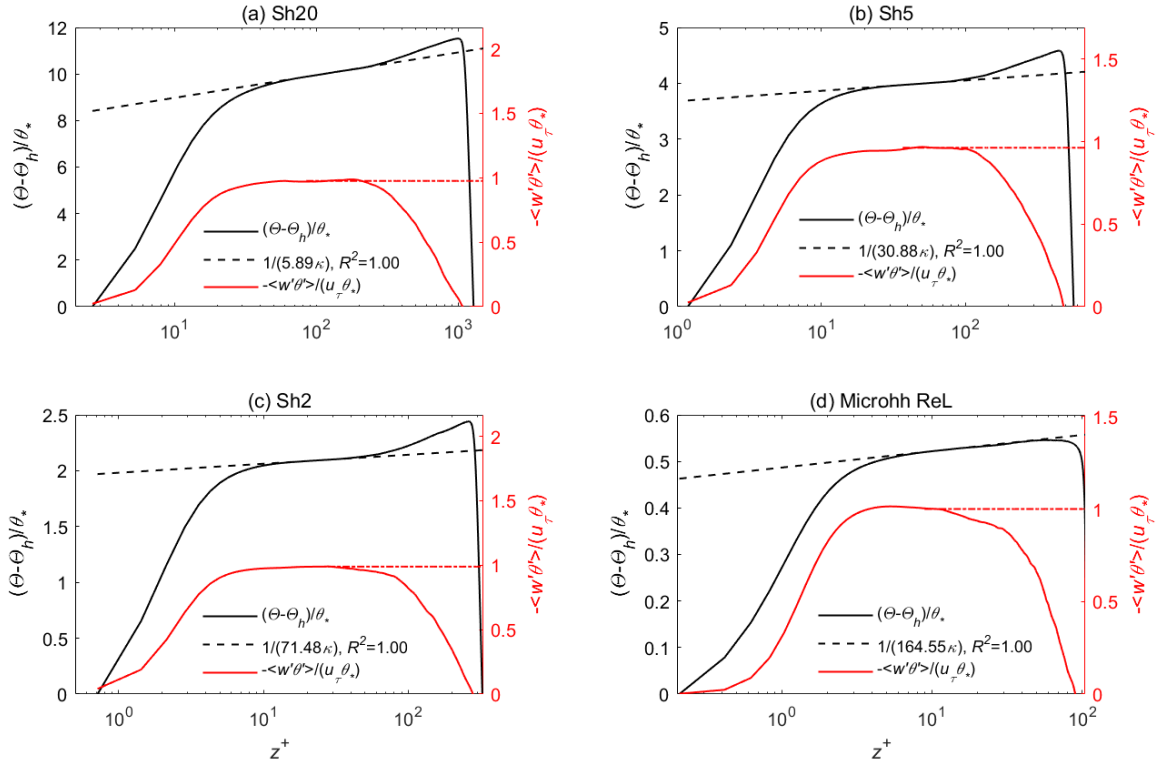 (a) Sh20
12
10
8
6
4
2
0
(Θ-Θh)/θ*
2
1.5
1
0.5
0
-<w'θ'>/(uτθ*)
(Θ-Θh)/θ*
1/(5.89κ), R²=1.00
-<w'θ'>/(uτθ*)
10¹ 10² 10³
(b) Sh5
5
4
3
2
1
0
(Θ-Θh)/θ*
1.5
1
0.5
0
-<w'θ'>/(uτθ*)
(Θ-Θh)/θ*
1/(30.88κ), R²=1.00
-<w'θ'>/(uτθ*)
10⁰ 10¹ 10²
(c) Sh2
2.5
2
1.5
1
0.5
0
(Θ-Θh)/θ*
2
1.5
1
0.5
0
-<w'θ'>/(uτθ*)
(Θ-Θh)/θ*
1/(71.48κ), R²=1.00
-<w'θ'>/(uτθ*)
10⁰ 10¹ 10²
z⁺
(d) Microhh ReL
0.6
0.5
0.4
0.3
0.2
0.1
0
(Θ-Θh)/θ*
1.5
1
0.5
0
-<w'θ'>/(uτθ*)
(Θ-Θh)/θ*
1/(164.55κ), R²=1.00
-<w'θ'>/(uτθ*)
10⁰ 10¹ 10²
z⁺